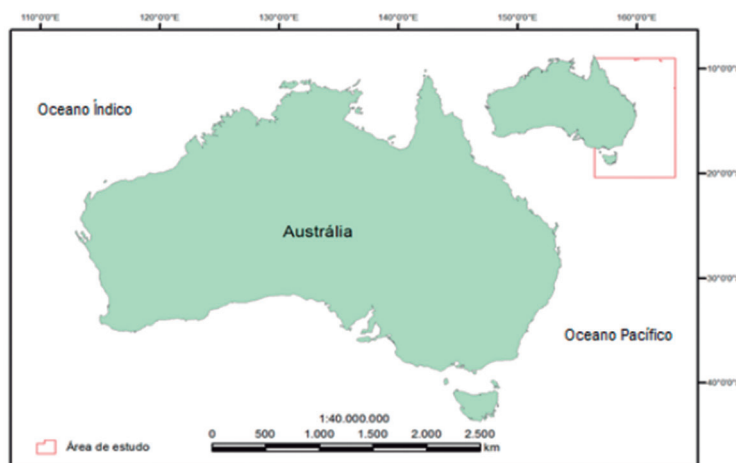 110°0'0"E 120°0'0"E 130°0'0"E 140°0'0"E 150°0'0"E 160°0'0"E
10°0'0"S
Oceano Índico
20°0'0"S
Austrália
30°0'0"S
Oceano Pacífico
40°0'0"S
1:40.000.000
0 500 1.000 1.500 2.000 2.500
km
Área de estudo